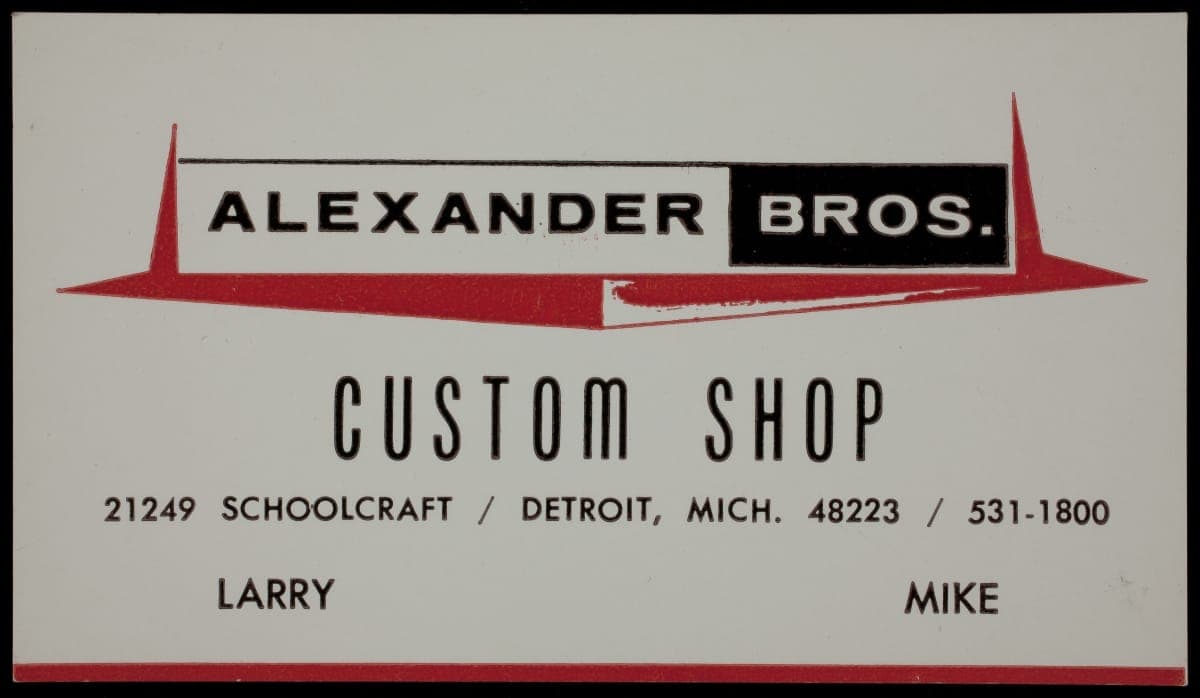 ALEXANDER BROS.
CUSTOM SHOP
21249 SCHOOLCRAFT / DETROIT, MICH. 48223 / 531-1800
LARRY MIKE